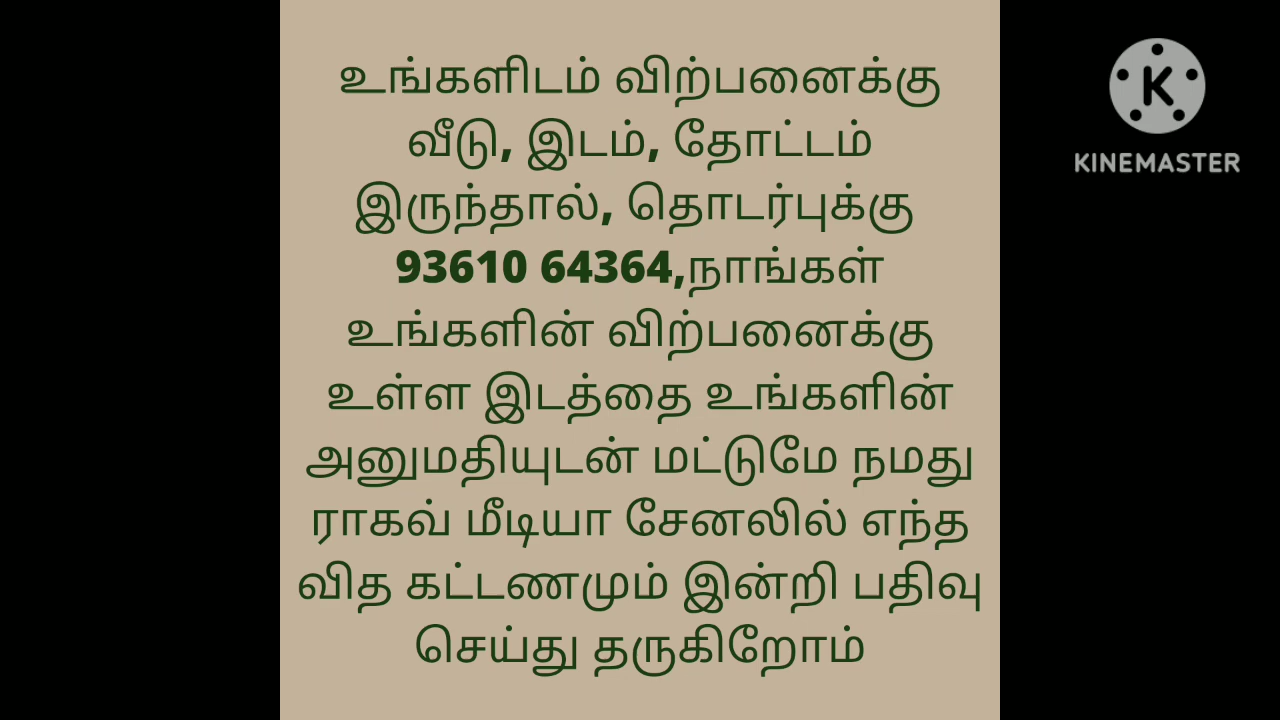 உங்களிடம் விற்பனைக்கு
வீடு, இடம், தோட்டம்
இருந்தால், தொடர்புக்கு
93610 64364,நாங்கள்
உங்களின் விற்பனைக்கு
உள்ள இடத்தை உங்களின்
அனுமதியுடன் மட்டுமே நமது
ராகவ் மீடியா சேனலில் எந்த
வித கட்டணமும் இன்றி பதிவு
செய்து தருகிறோம்
K
KINEMASTER